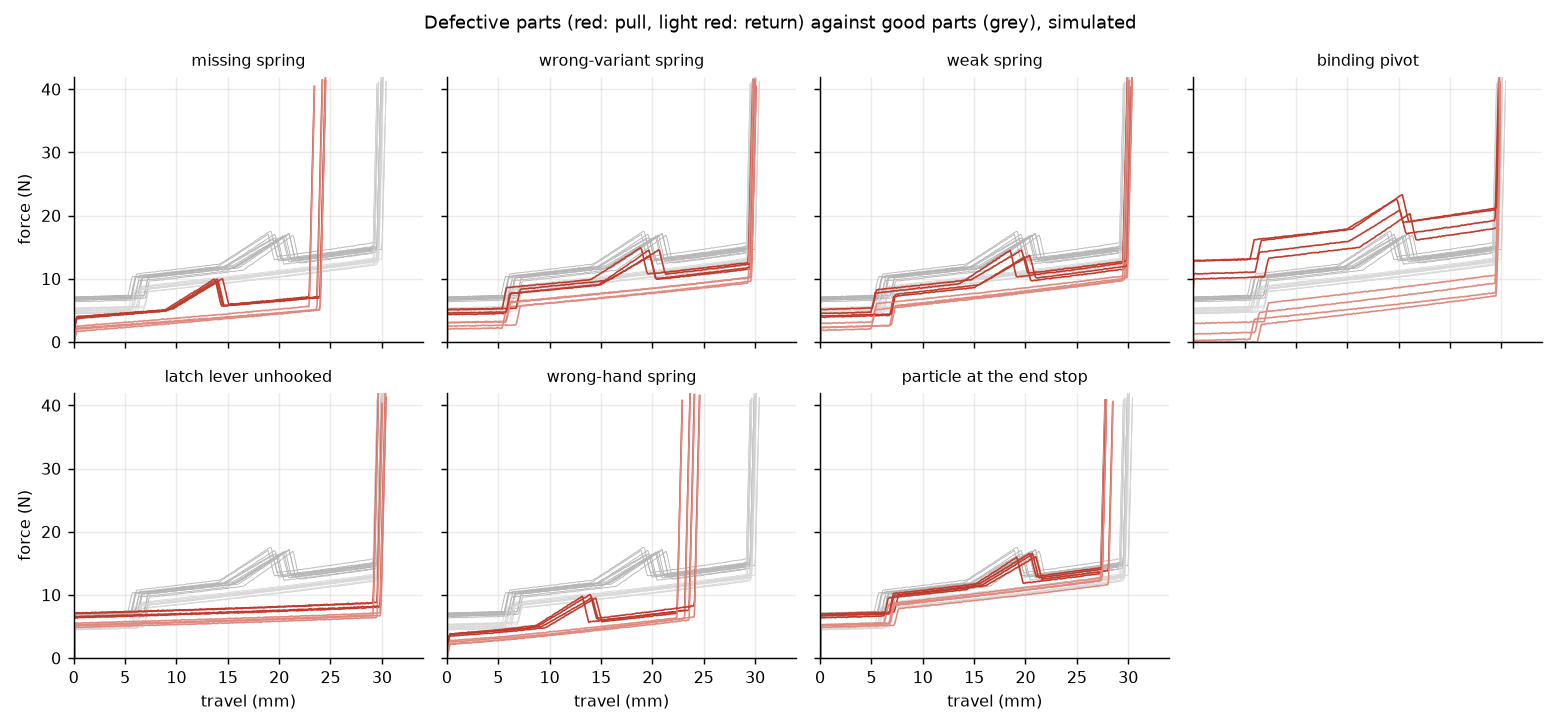 Defective parts (red: pull, light red: return) against good parts (grey), simulated
missing spring
wrong-variant spring
weak spring
binding pivot
force (N)
40
30
20
10
0
latch lever unhooked
wrong-hand spring
particle at the end stop
force (N)
40
30
20
10
0
0 5 10 15 20 25 30
0 5 10 15 20 25 30
0 5 10 15 20 25 30
travel (mm)
travel (mm)
travel (mm)